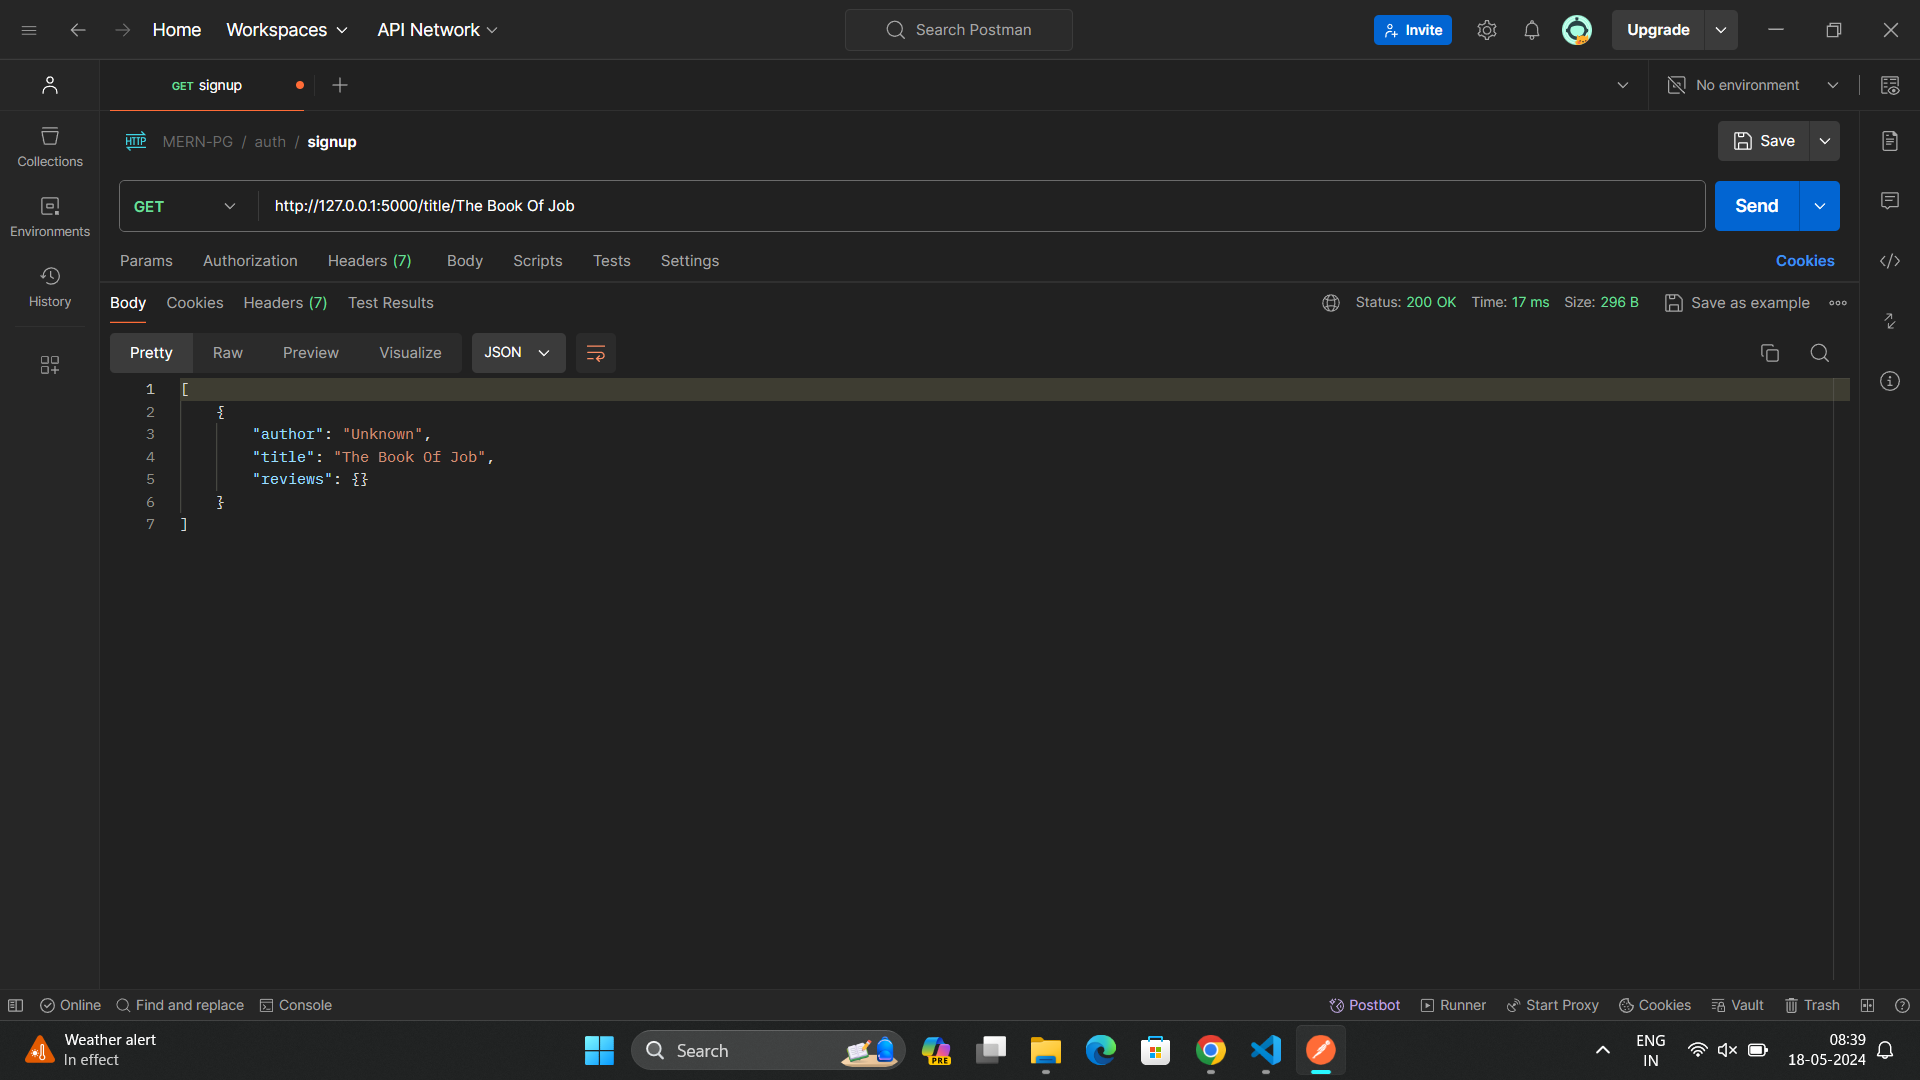 Home Workspaces API Network Search Postman Invite Upgrade
GET signup No environment
HTTP MERN-PG / auth / signup Save
Collections
GET http://127.0.0.1:5000/title/The Book Of Job Send
Environments
Params Authorization Headers (7) Body Scripts Tests Settings Cookies
History
Body Cookies Headers (7) Test Results Status: 200 OK Time: 17 ms Size: 296 B Save as example
Pretty Raw Preview Visualize JSON
1 [
2 {
3 "author": "Unknown",
4 "title": "The Book Of Job",
5 "reviews": {}
6 }
7 ]
Online Find and replace Console Postbot Runner Start Proxy Cookies Vault Trash
Weather alert
In effect
Search
PRE
ENG
IN
08:39
18-05-2024